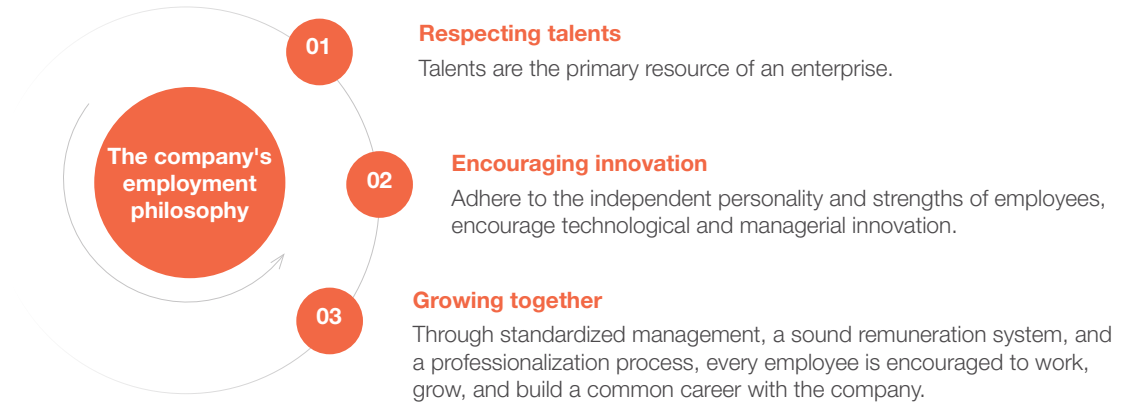 The company's
employment
philosophy
01
Respecting talents
Talents are the primary resource of an enterprise.
02
Encouraging innovation
Adhere to the independent personality and strengths of employees,
encourage technological and managerial innovation.
03
Growing together
Through standardized management, a sound remuneration system, and
a professionalization process, every employee is encouraged to work,
grow, and build a common career with the company.